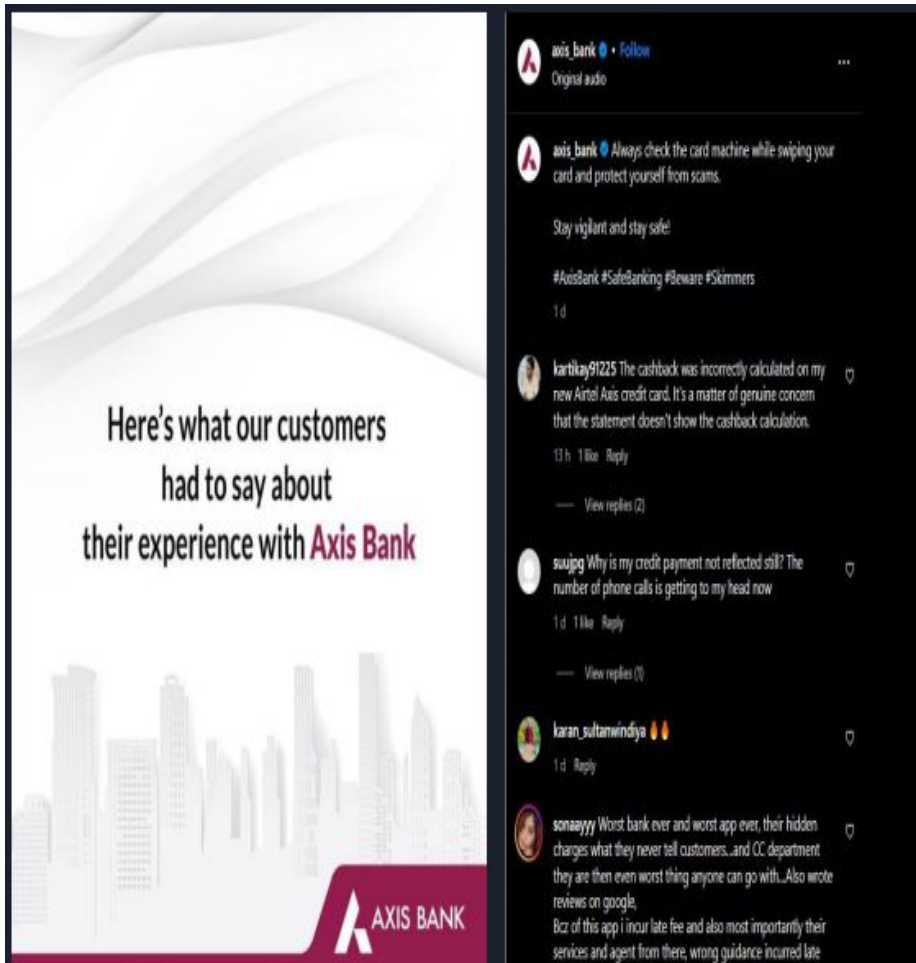 Here's what our customers
had to say about
their experience with Axis Bank
AXIS BANK
axis_bank • Follow
Original audio
axis_bank Always check the card machine while swiping your
card and protect yourself from scams.
Stay vigilant and stay safe!
#AxisBank #SafeBanking #Beware #Skimmers
1 d
kartikay91225 The cashback was incorrectly calculated on my
new Airtel Axis credit card. It's a matter of genuine concern
that the statement doesn't show the cashback calculation.
13 h 1 like Reply
View replies (2)
suujpg Why is my credit payment not reflected still? The
number of phone calls is getting to my head now
1 d 1 like Reply
View replies (1)
karan_sultanwindiya 🔥🔥
1 d Reply
sonaayyy Worst bank ever and worst app ever, their hidden
charges what they never tell customers...and CC department
they are then even worst thing anyone can go with...Also wrote
reviews on google,
Bcz of this app i incur late fee and also most importantly their
services and agent from there, wrong guidance incurred late